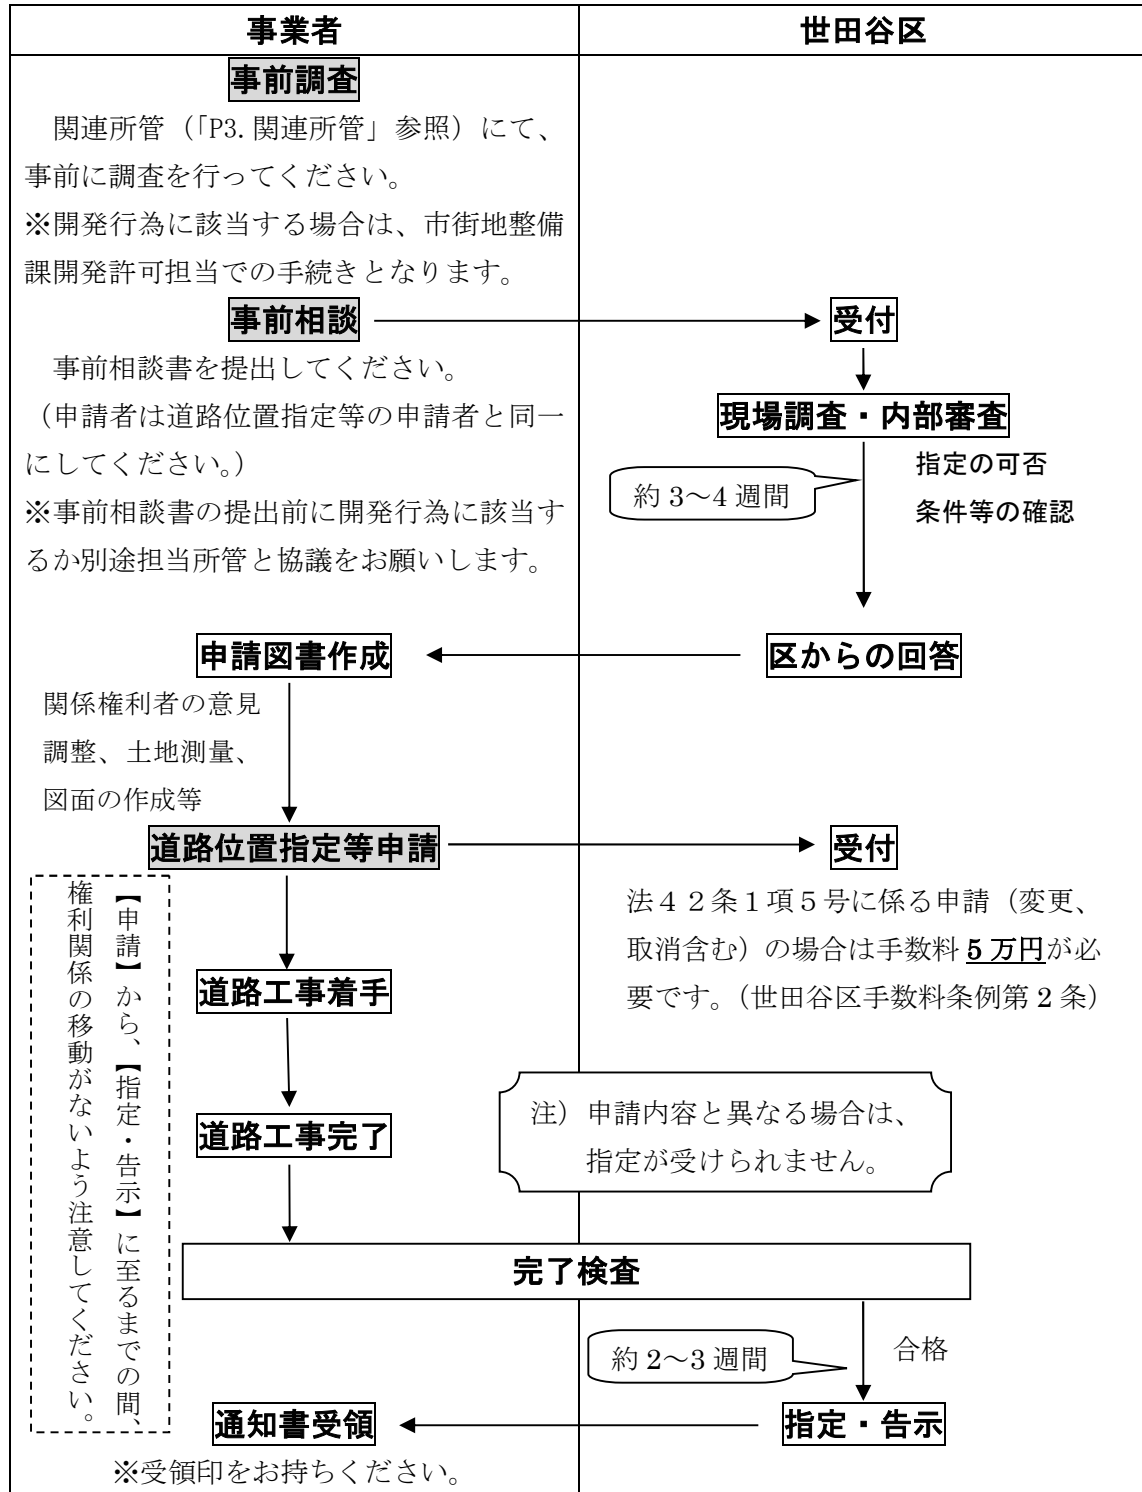 事業者
世田谷区
事前調査
関連所管（「P3.関連所管」参照）にて、
事前に調査を行ってください。
※開発行為に該当する場合は、市街地整備
課開発許可担当での手続きとなります。
事前相談
受付
事前相談書を提出してください。
（申請者は道路位置指定等の申請者と同一
にしてください。）
※事前相談書の提出前に開発行為に該当す
るか別途担当所管と協議をお願いします。
現場調査・内部審査
指定の可否
条件等の確認
約 3～4 週間
申請図書作成
区からの回答
関係権利者の意見
調整、土地測量、
図面の作成等
道路位置指定等申請
受付
法４２条１項５号に係る申請（変更、
取消含む）の場合は手数料 5 万円が必
要です。（世田谷区手数料条例第 2 条）
【申請】から、【指定・告示】に至るまでの間、
権利関係の移動がないよう注意してください。
道路工事着手
道路工事完了
注）申請内容と異なる場合は、
指定が受けられません。
完了検査
約 2～3 週間
合格
通知書受領
指定・告示
※受領印をお持ちください。